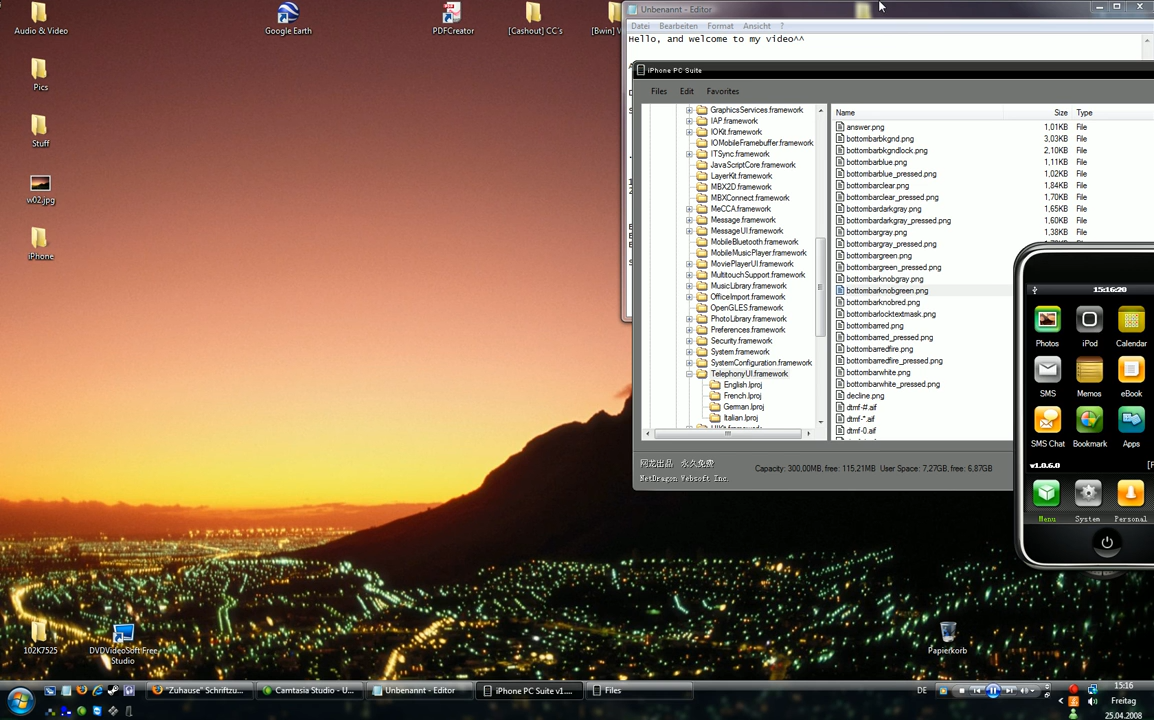 Audio & Video
Google Earth
PDFCreator
[Cashout] CC's
[Bwin] V
Pics
Stuff
w02.jpg
iPhone
102K7525
DVDVideoSoft Free
Studio
Papierkorb
Unbenannt - Editor
Datei Bearbeiten Format Ansicht ?
Hello, and welcome to my video^^
iPhone PC Suite
Files Edit Favorites
GraphicsServices.framework
IAP.framework
IOKit.framework
IOMobileFramebuffer.framework
ITSync.framework
JavaScriptCore.framework
LayerKit.framework
MBX2D.framework
MBXConnect.framework
MeCCA.framework
Message.framework
MessageUI.framework
MobileBluetooth.framework
MobileMusicPlayer.framework
MoviePlayerUI.framework
MultitouchSupport.framework
MusicLibrary.framework
OfficeImport.framework
OpenGLES.framework
PhotoLibrary.framework
Preferences.framework
Security.framework
System.framework
SystemConfiguration.framework
TelephonyUI.framework
English.lproj
French.lproj
German.lproj
Italian.lproj
Name Size Type
answer.png 1,01KB File
bottombarbkgnd.png 3,03KB File
bottombarbkgndlock.png 2,10KB File
bottombarblue.png 1,11KB File
bottombarblue_pressed.png 1,02KB File
bottombarclear.png 1,84KB File
bottombarclear_pressed.png 1,70KB File
bottombardarkgray.png 1,65KB File
bottombardarkgray_pressed.png 1,60KB File
bottombargray.png 1,38KB File
bottombargray_pressed.png
bottombargreen.png
bottombargreen_pressed.png
bottombarknobgray.png
bottombarknobgreen.png
bottombarknobred.png
bottombarlocktextmask.png
bottombarred.png
bottombarred_pressed.png
bottombarredfire.png
bottombarredfire_pressed.png
bottombarwhite.png
bottombarwhite_pressed.png
decline.png
dtmf-#.aif
dtmf-*.aif
dtmf-0.aif
阿龙出品 永久免费
NetDragon Websoft Inc.
Capacity: 300,00MB, free: 115,21MB User Space: 7,27GB, free: 6,87GB
15:16:20
Photos iPod Calendar
SMS Memos eBook
SMS Chat Bookmark Apps
v1.0.6.0
Menu System Personal
"Zuhause" Schriftzu...
Camtasia Studio - U...
Unbenannt - Editor
iPhone PC Suite v1....
Files
DE
15:16
Freitag
25.04.2008